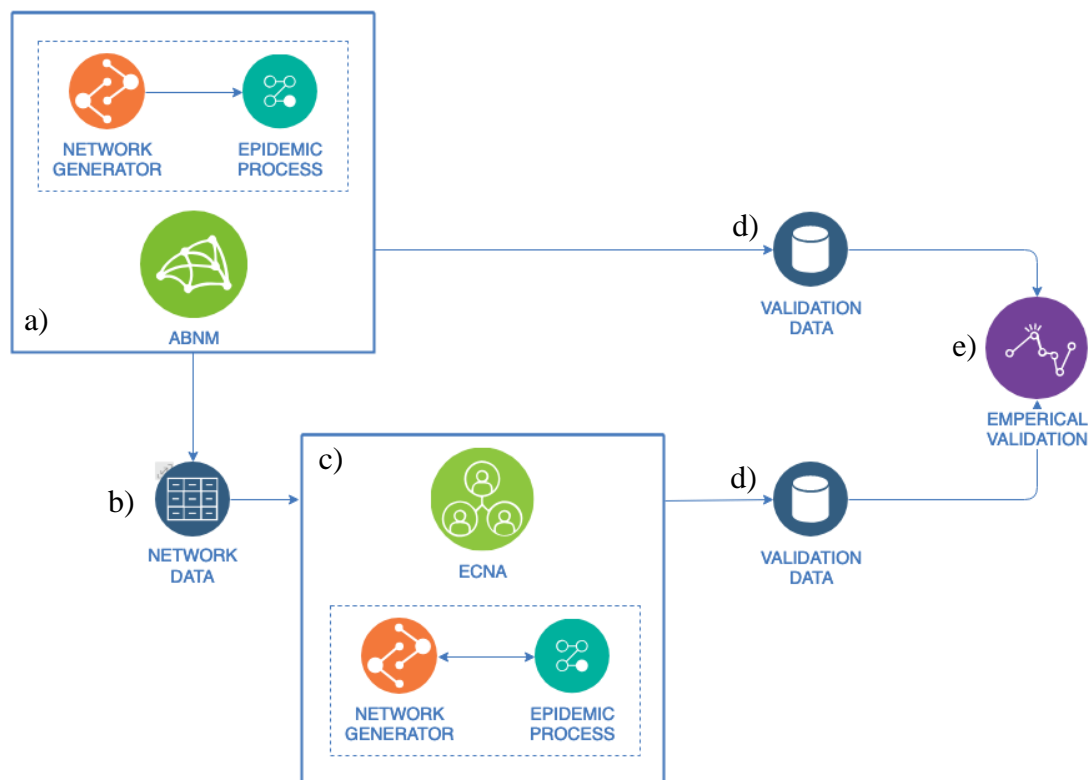 NETWORK
GENERATOR
EPIDEMIC
PROCESS
a)
ABNM
d)
VALIDATION
DATA
e)
EMPERICAL
VALIDATION
b)
NETWORK
DATA
c)
ECNA
d)
VALIDATION
DATA
NETWORK
GENERATOR
EPIDEMIC
PROCESS